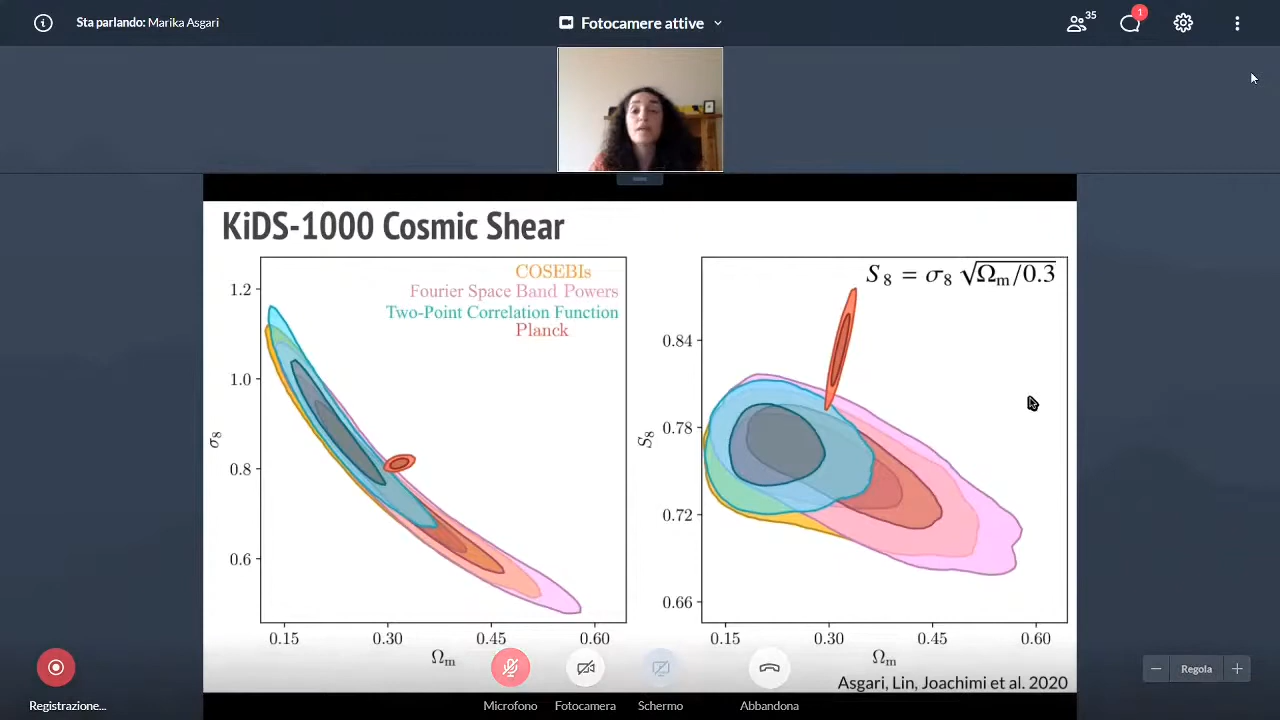 Sta parlando: Marika Asgari
Fotocamere attive
35
1
KiDS-1000 Cosmic Shear
COSEBIs
Fourier Space Band Powers
Two-Point Correlation Function
Planck
1.2
1.0
0.8
0.6
σ₈
0.15 0.30 0.45 0.60
Ωₘ
S₈ = σ₈ √Ωₘ/0.3
0.84
0.78
0.72
0.66
S₈
0.15 0.30 0.45 0.60
Ωₘ
Asgari, Lin, Joachimi et al. 2020
Regola
Registrazione...
Microfono
Fotocamera
Schermo
Abbandona